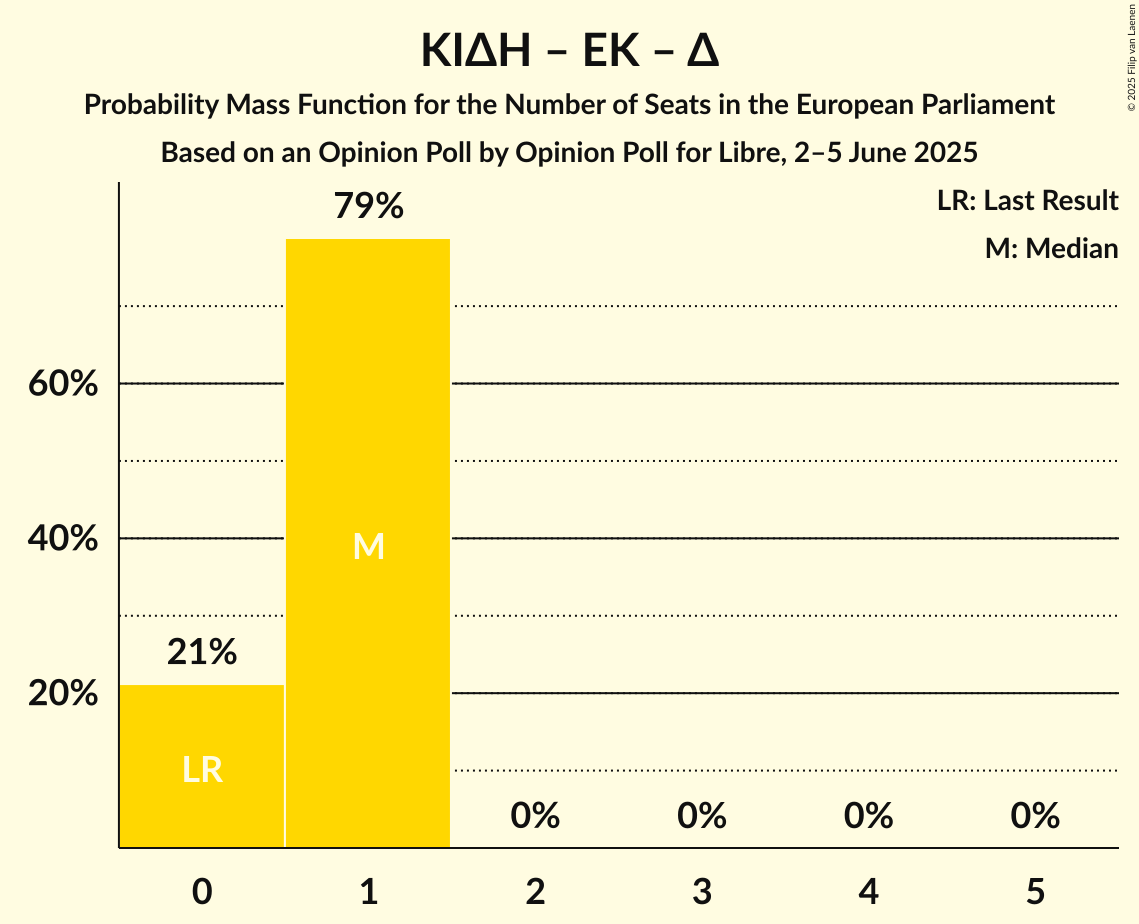 ΚΙΔΗ – ΕΚ – Δ
Probability Mass Function for the Number of Seats in the European Parliament
Based on an Opinion Poll by Opinion Poll for Libre, 2–5 June 2025
© 2025 Filip van Laenen
LR: Last Result
M: Median
79%
60%
M
40%
21%
20%
LR
0%
0%
0%
0%
0
1
2
3
4
5